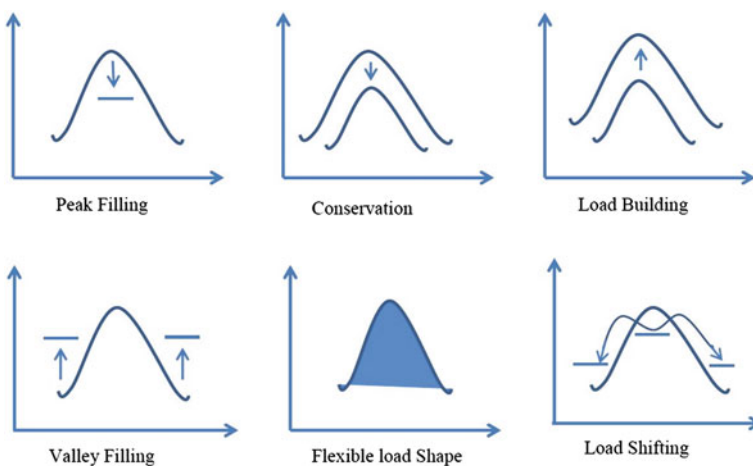 Peak Filling
Conservation
Load Building
Valley Filling
Flexible load Shape
Load Shifting